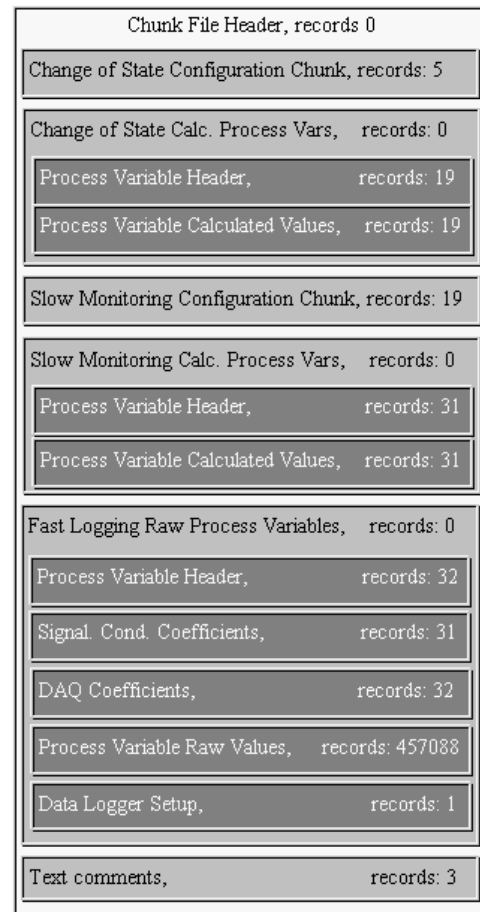 Chunk File Header, records 0
Change of State Configuration Chunk, records: 5
Change of State Calc. Process Vars, records: 0
Process Variable Header, records: 19
Process Variable Calculated Values, records: 19
Slow Monitoring Configuration Chunk, records: 19
Slow Monitoring Calc. Process Vars, records: 0
Process Variable Header, records: 31
Process Variable Calculated Values, records: 31
Fast Logging Raw Process Variables, records: 0
Process Variable Header, records: 32
Signal. Cond. Coefficients, records: 31
DAQ Coefficients, records: 32
Process Variable Raw Values, records: 457088
Data Logger Setup, records: 1
Text comments, records: 3